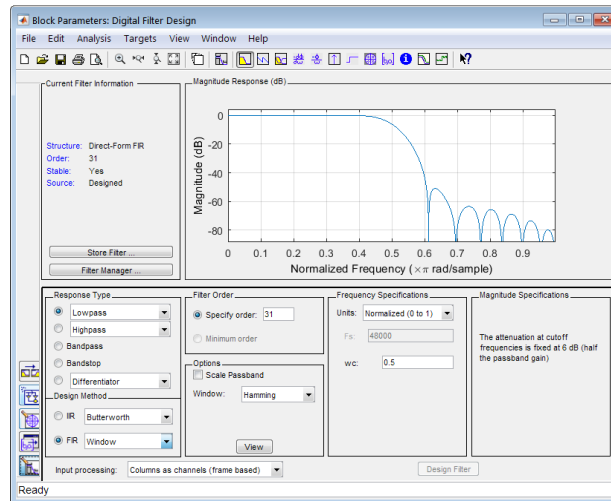 Block Parameters: Digital Filter Design
File Edit Analysis Targets View Window Help
Current Filter Information
Structure: Direct-Form FIR
Order: 31
Stable: Yes
Source: Designed
Store Filter ...
Filter Manager ...
Magnitude Response (dB)
Magnitude (dB)
0
-20
-40
-60
-80
0 0.1 0.2 0.3 0.4 0.5 0.6 0.7 0.8 0.9
Normalized Frequency (×π rad/sample)
Response Type
Lowpass
Highpass
Bandpass
Bandstop
Differentiator
Design Method
IIR Butterworth
FIR Window
Filter Order
Specify order: 31
Minimum order
Options
Scale Passband
Window: Hamming
View
Frequency Specifications
Units: Normalized (0 to 1)
Fs: 48000
wc: 0.5
Magnitude Specifications
The attenuation at cutoff
frequencies is fixed at 6 dB (half
the passband gain)
Input processing: Columns as channels (frame based)
Design Filter
Ready